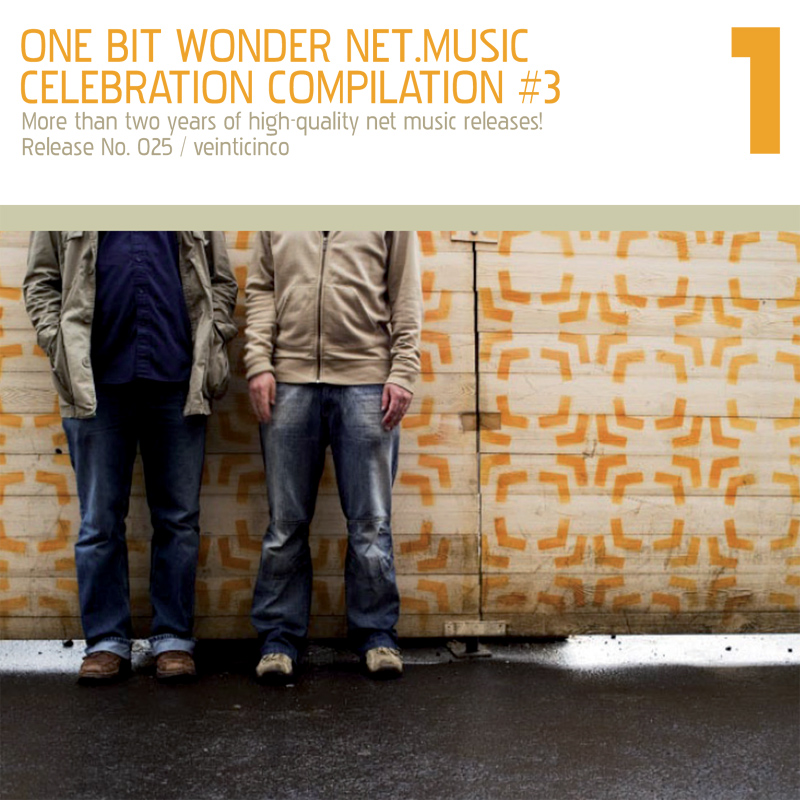 ONE BIT WONDER NET.MUSIC
CELEBRATION COMPILATION #3
More than two years of high-quality net music releases!
Release No. 025 / veinticinco
1